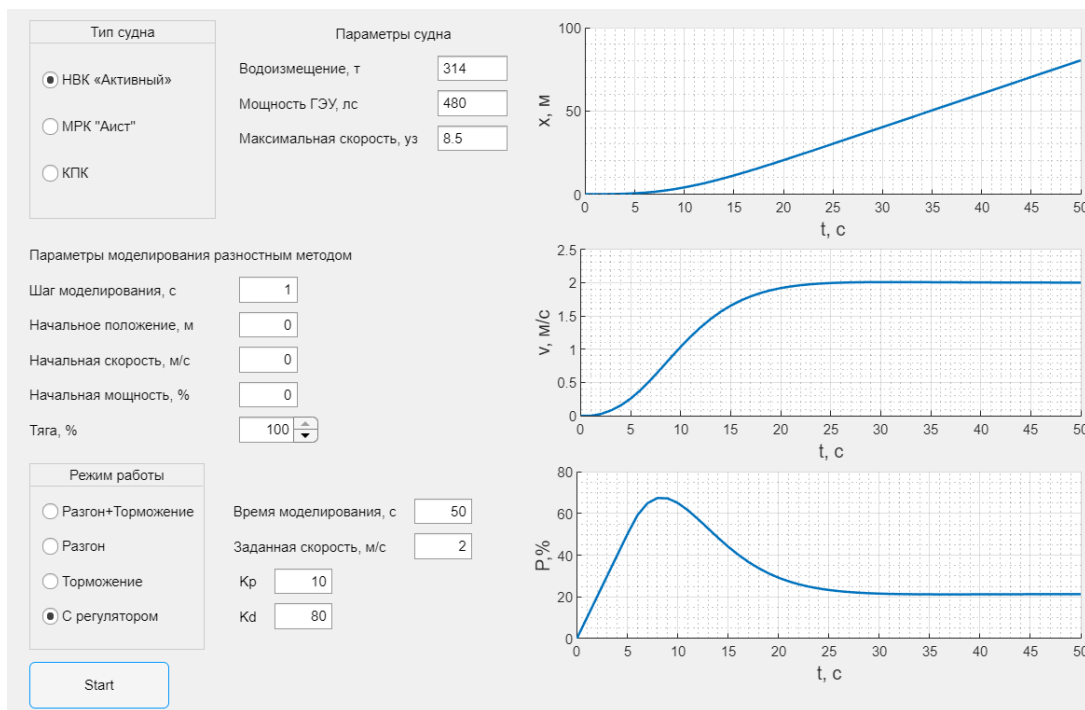 Тип судна
НВК «Активный»
МРК "Аист"
КПК
Параметры судна
Водоизмещение, т 314
Мощность ГЭУ, лс 480
Максимальная скорость, уз 8.5
Параметры моделирования разностным методом
Шаг моделирования, с 1
Начальное положение, м 0
Начальная скорость, м/с 0
Начальная мощность, % 0
Тяга, % 100
Режим работы
Разгон+Торможение
Разгон
Торможение
С регулятором
Время моделирования, с 50
Заданная скорость, м/с 2
Kp 10
Kd 80
Start
100
50
0
x, м
0 5 10 15 20 25 30 35 40 45 50
t, с
2.5
2
1.5
1
0.5
0
v, м/с
0 5 10 15 20 25 30 35 40 45 50
t, с
80
60
40
20
0
P,%
0 5 10 15 20 25 30 35 40 45 50
t, с